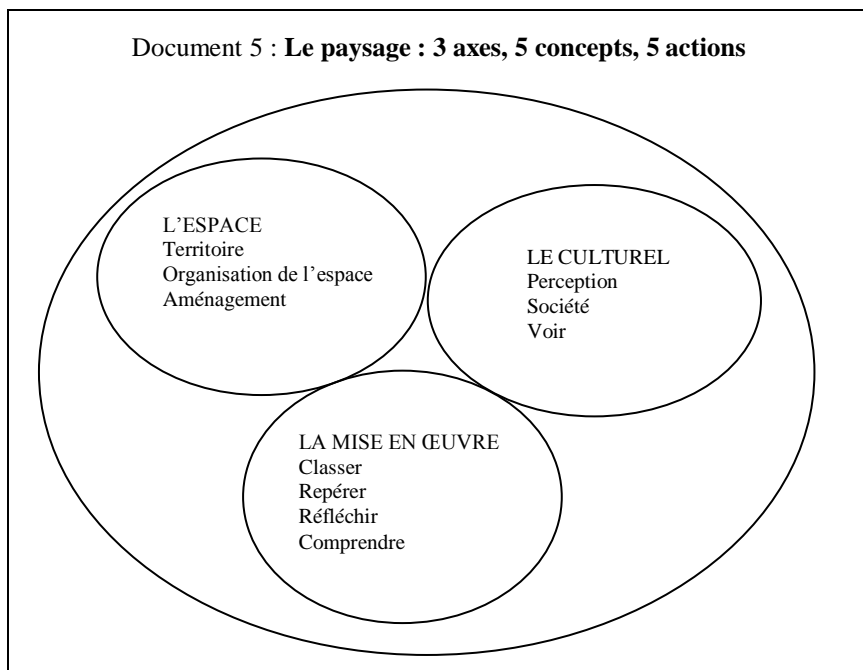 Document 5 : Le paysage : 3 axes, 5 concepts, 5 actions
L'ESPACE
Territoire
Organisation de l'espace
Aménagement
LE CULTUREL
Perception
Société
Voir
LA MISE EN ŒUVRE
Classer
Repérer
Réfléchir
Comprendre